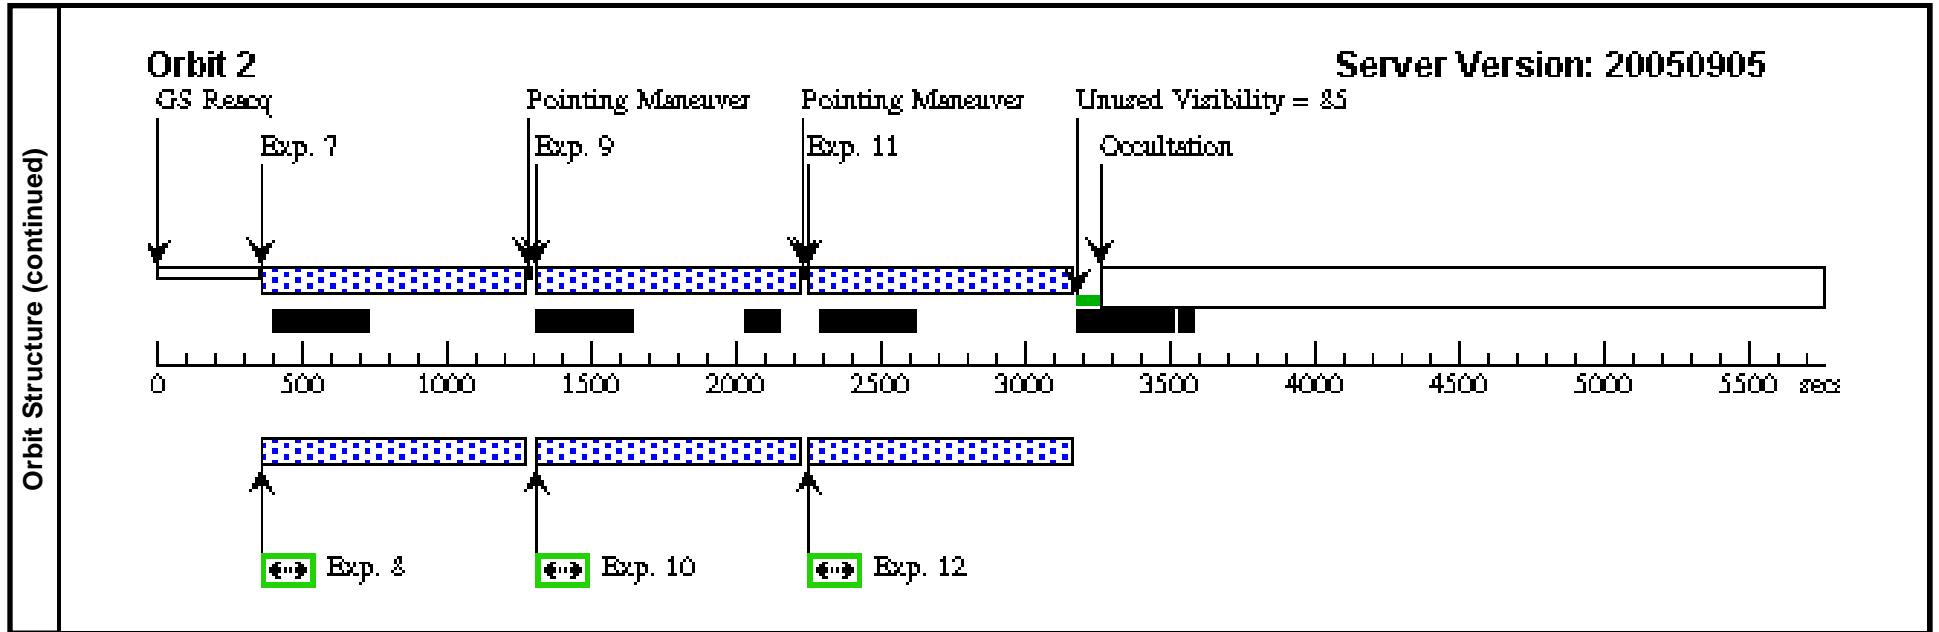 Orbit Structure (continued)
Orbit 2
Server Version: 20050905
GS Reacq
Pointing Maneuver
Pointing Maneuver
Unused Visibility = 85
Exp. 7
Exp. 9
Exp. 11
Occultation
0 500 1000 1500 2000 2500 3000 3500 4000 4500 5000 5500 secs
Exp. 8
Exp. 10
Exp. 12